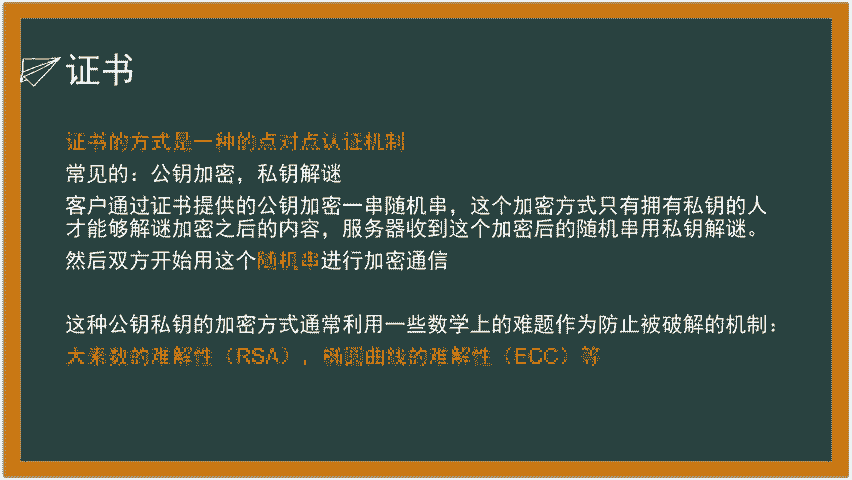 证书
证书的方式是一种的点对点认证机制
常见的：公钥加密，私钥解谜
客户通过证书提供的公钥加密一串随机串，这个加密方式只有拥有私钥的人
才能够解谜加密之后的内容，服务器收到这个加密后的随机串用私钥解谜。
然后双方开始用这个随机串进行加密通信
这种公钥私钥的加密方式通常利用一些数学上的难题作为防止被破解的机制：
大素数的难解性（RSA），椭圆曲线的难解性（ECC）等